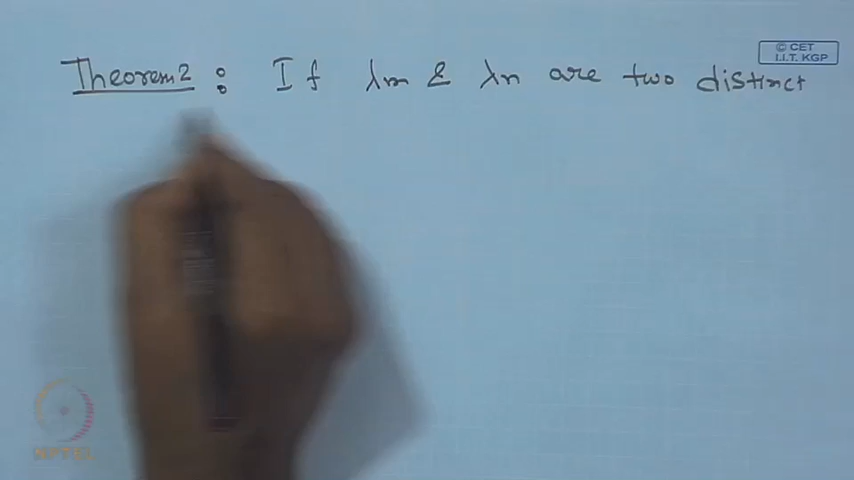 Theorem 2 : If λm & λn are two distinct
© CET
I.I.T. KGP
NPTEL